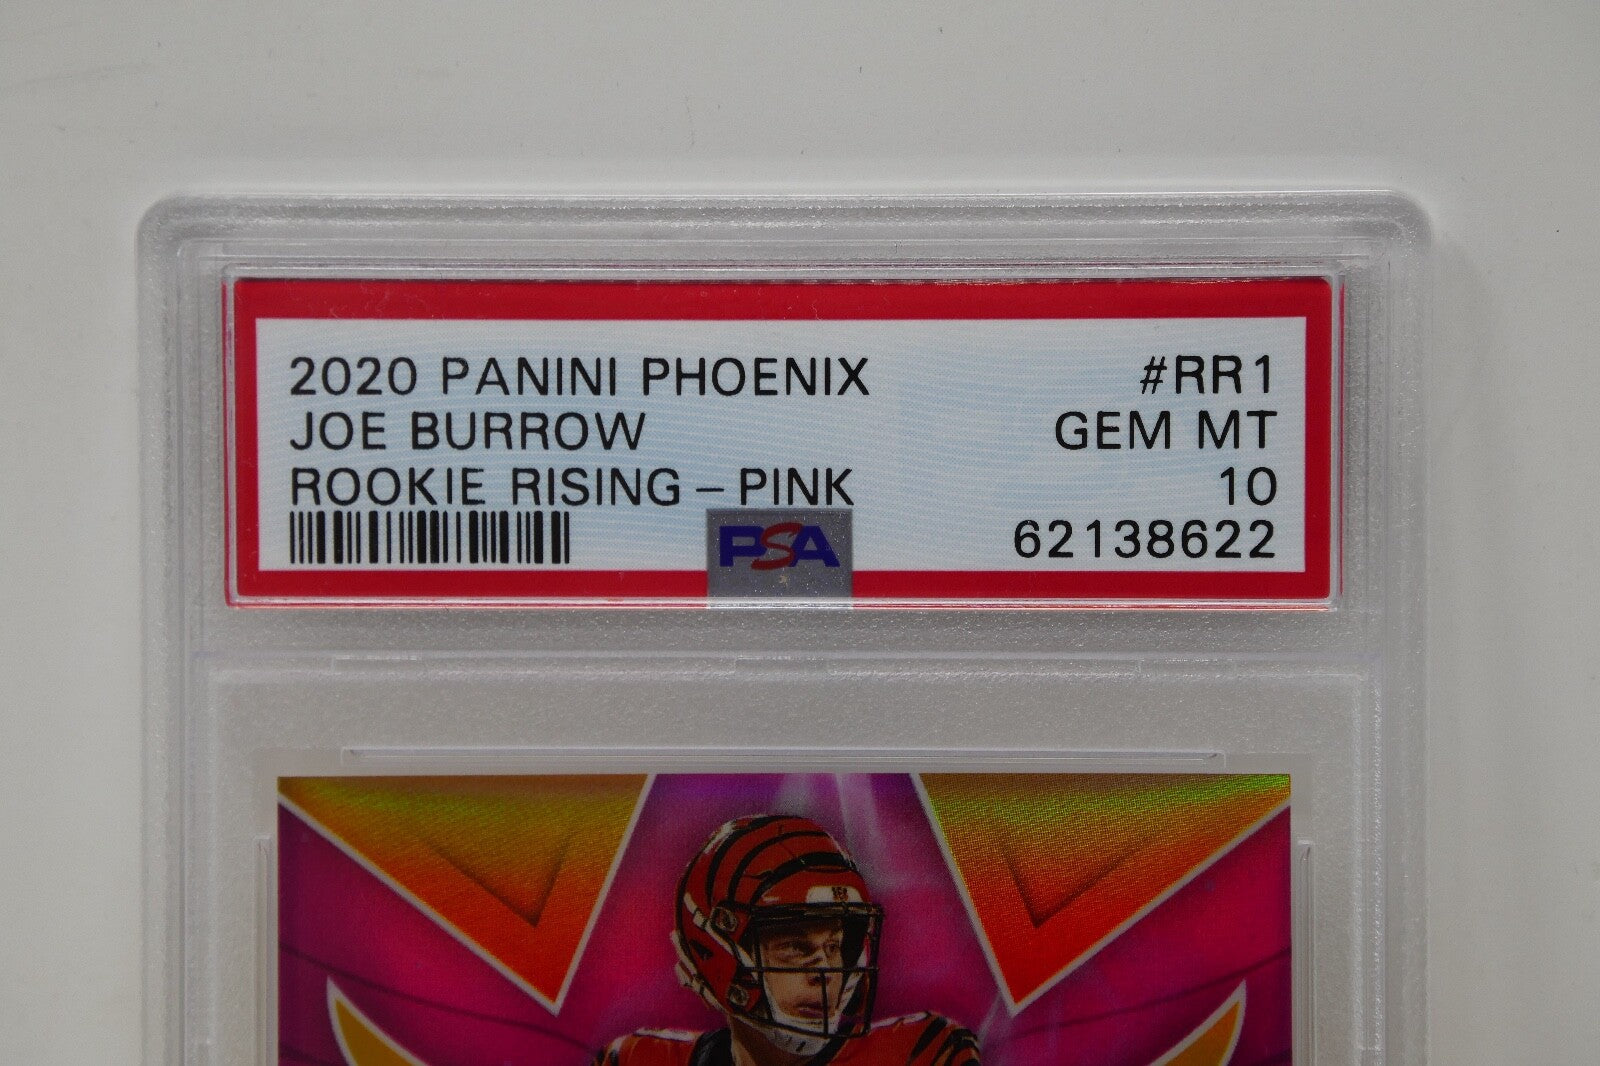 2020 PANINI PHOENIX #RR1
JOE BURROW GEM MT
ROOKIE RISING – PINK 10
PSA 62138622